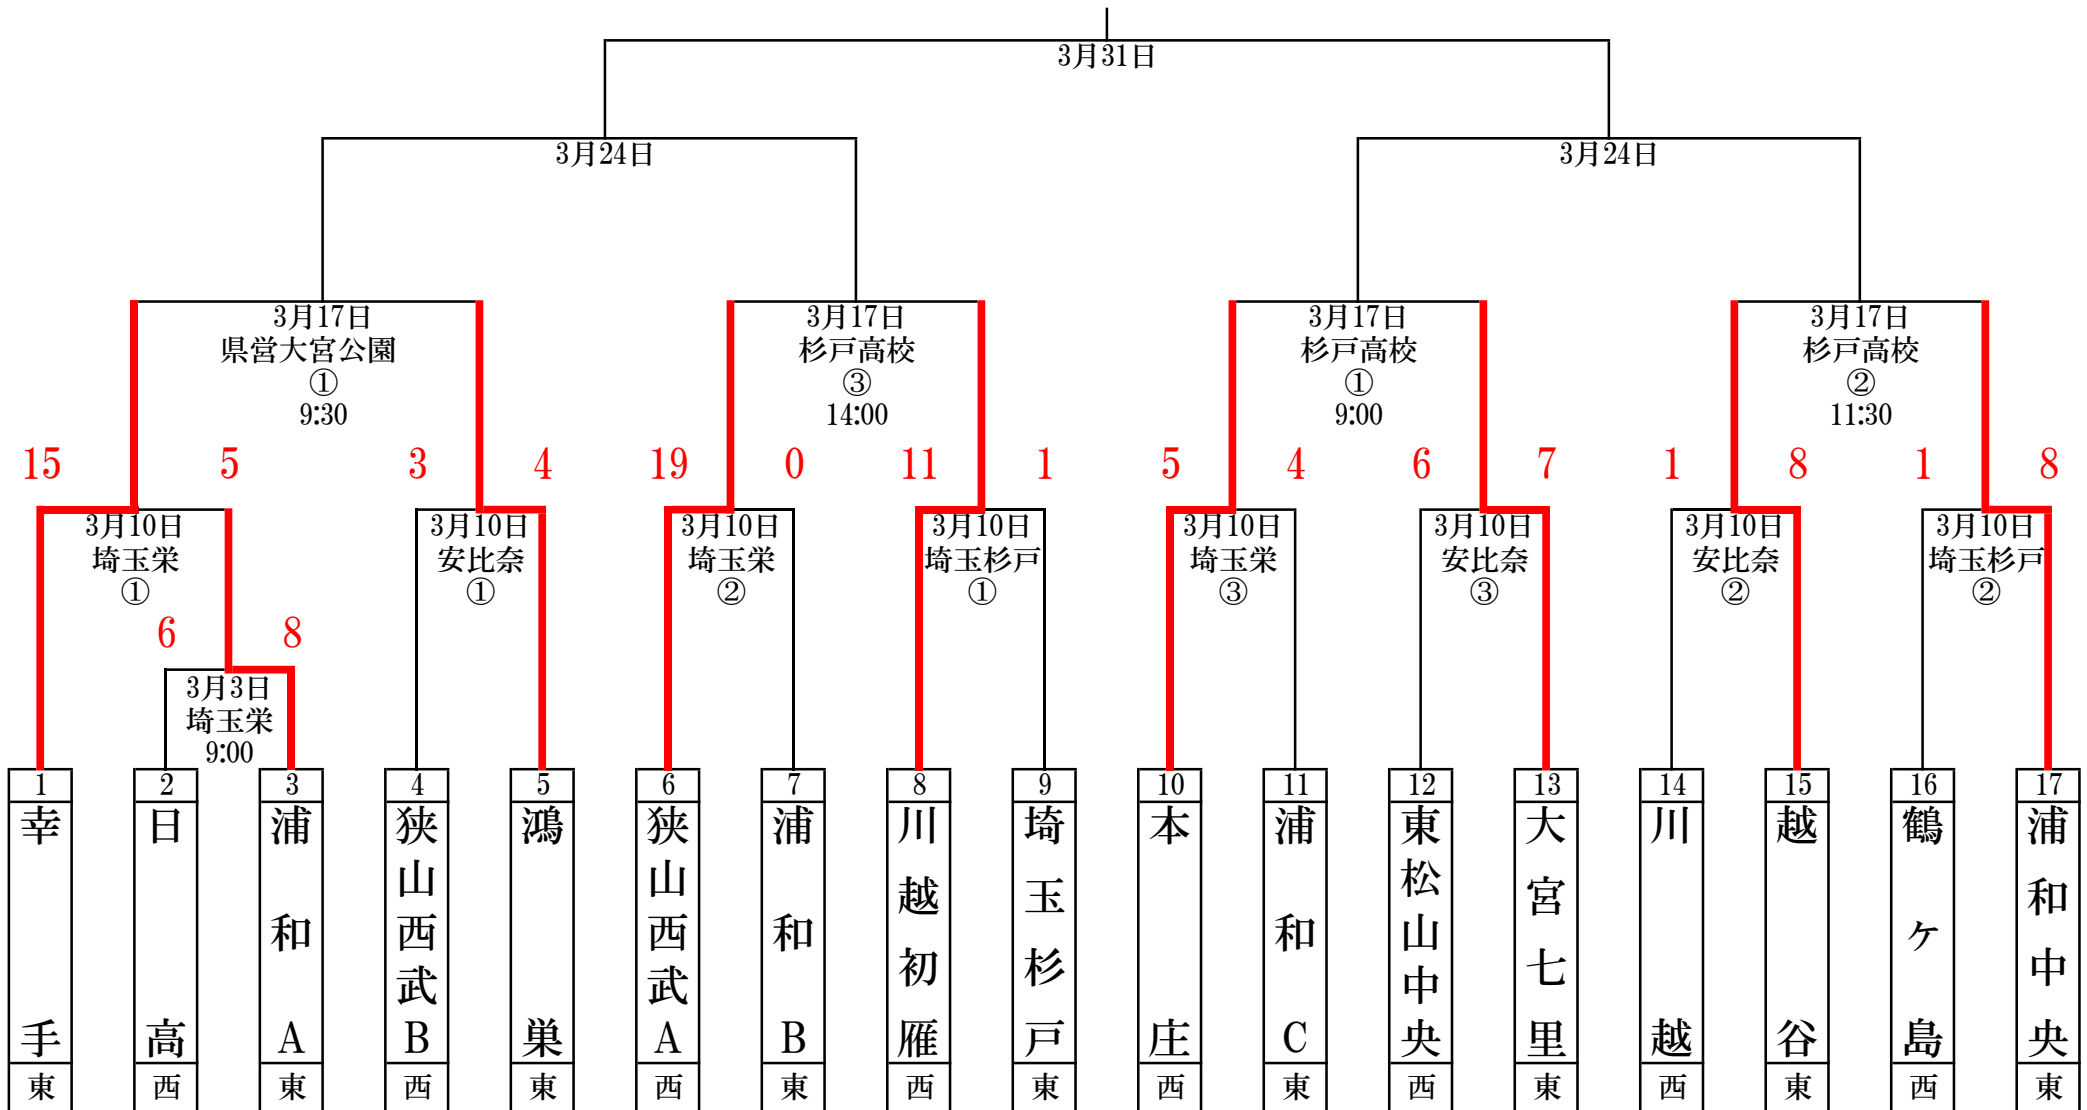 3月31日
3月24日
3月24日
3月17日
県営大宮公園
①
9:30
3月17日
杉戸高校
③
14:00
3月17日
杉戸高校
①
9:00
3月17日
杉戸高校
②
11:30
15
5
3
4
19
0
11
1
5
4
6
7
1
8
1
8
3月10日
埼玉栄
①
3月10日
安比奈
①
3月10日
埼玉栄
②
3月10日
埼玉杉戸
①
3月10日
埼玉栄
③
3月10日
安比奈
③
3月10日
安比奈
②
3月10日
埼玉杉戸
②
6
8
3月3日
埼玉栄
9:00
1
幸手
東
2
日高
西
3
浦和A
東
4
狭山西武B
西
5
鴻巣
東
6
狭山西武A
西
7
浦和B
東
8
川越初雁
西
9
埼玉杉戸
東
10
本庄
西
11
浦和C
東
12
東松山中央
西
13
大宮七里
東
14
川越
西
15
越谷
東
16
鶴ヶ島
西
17
浦和中央
東